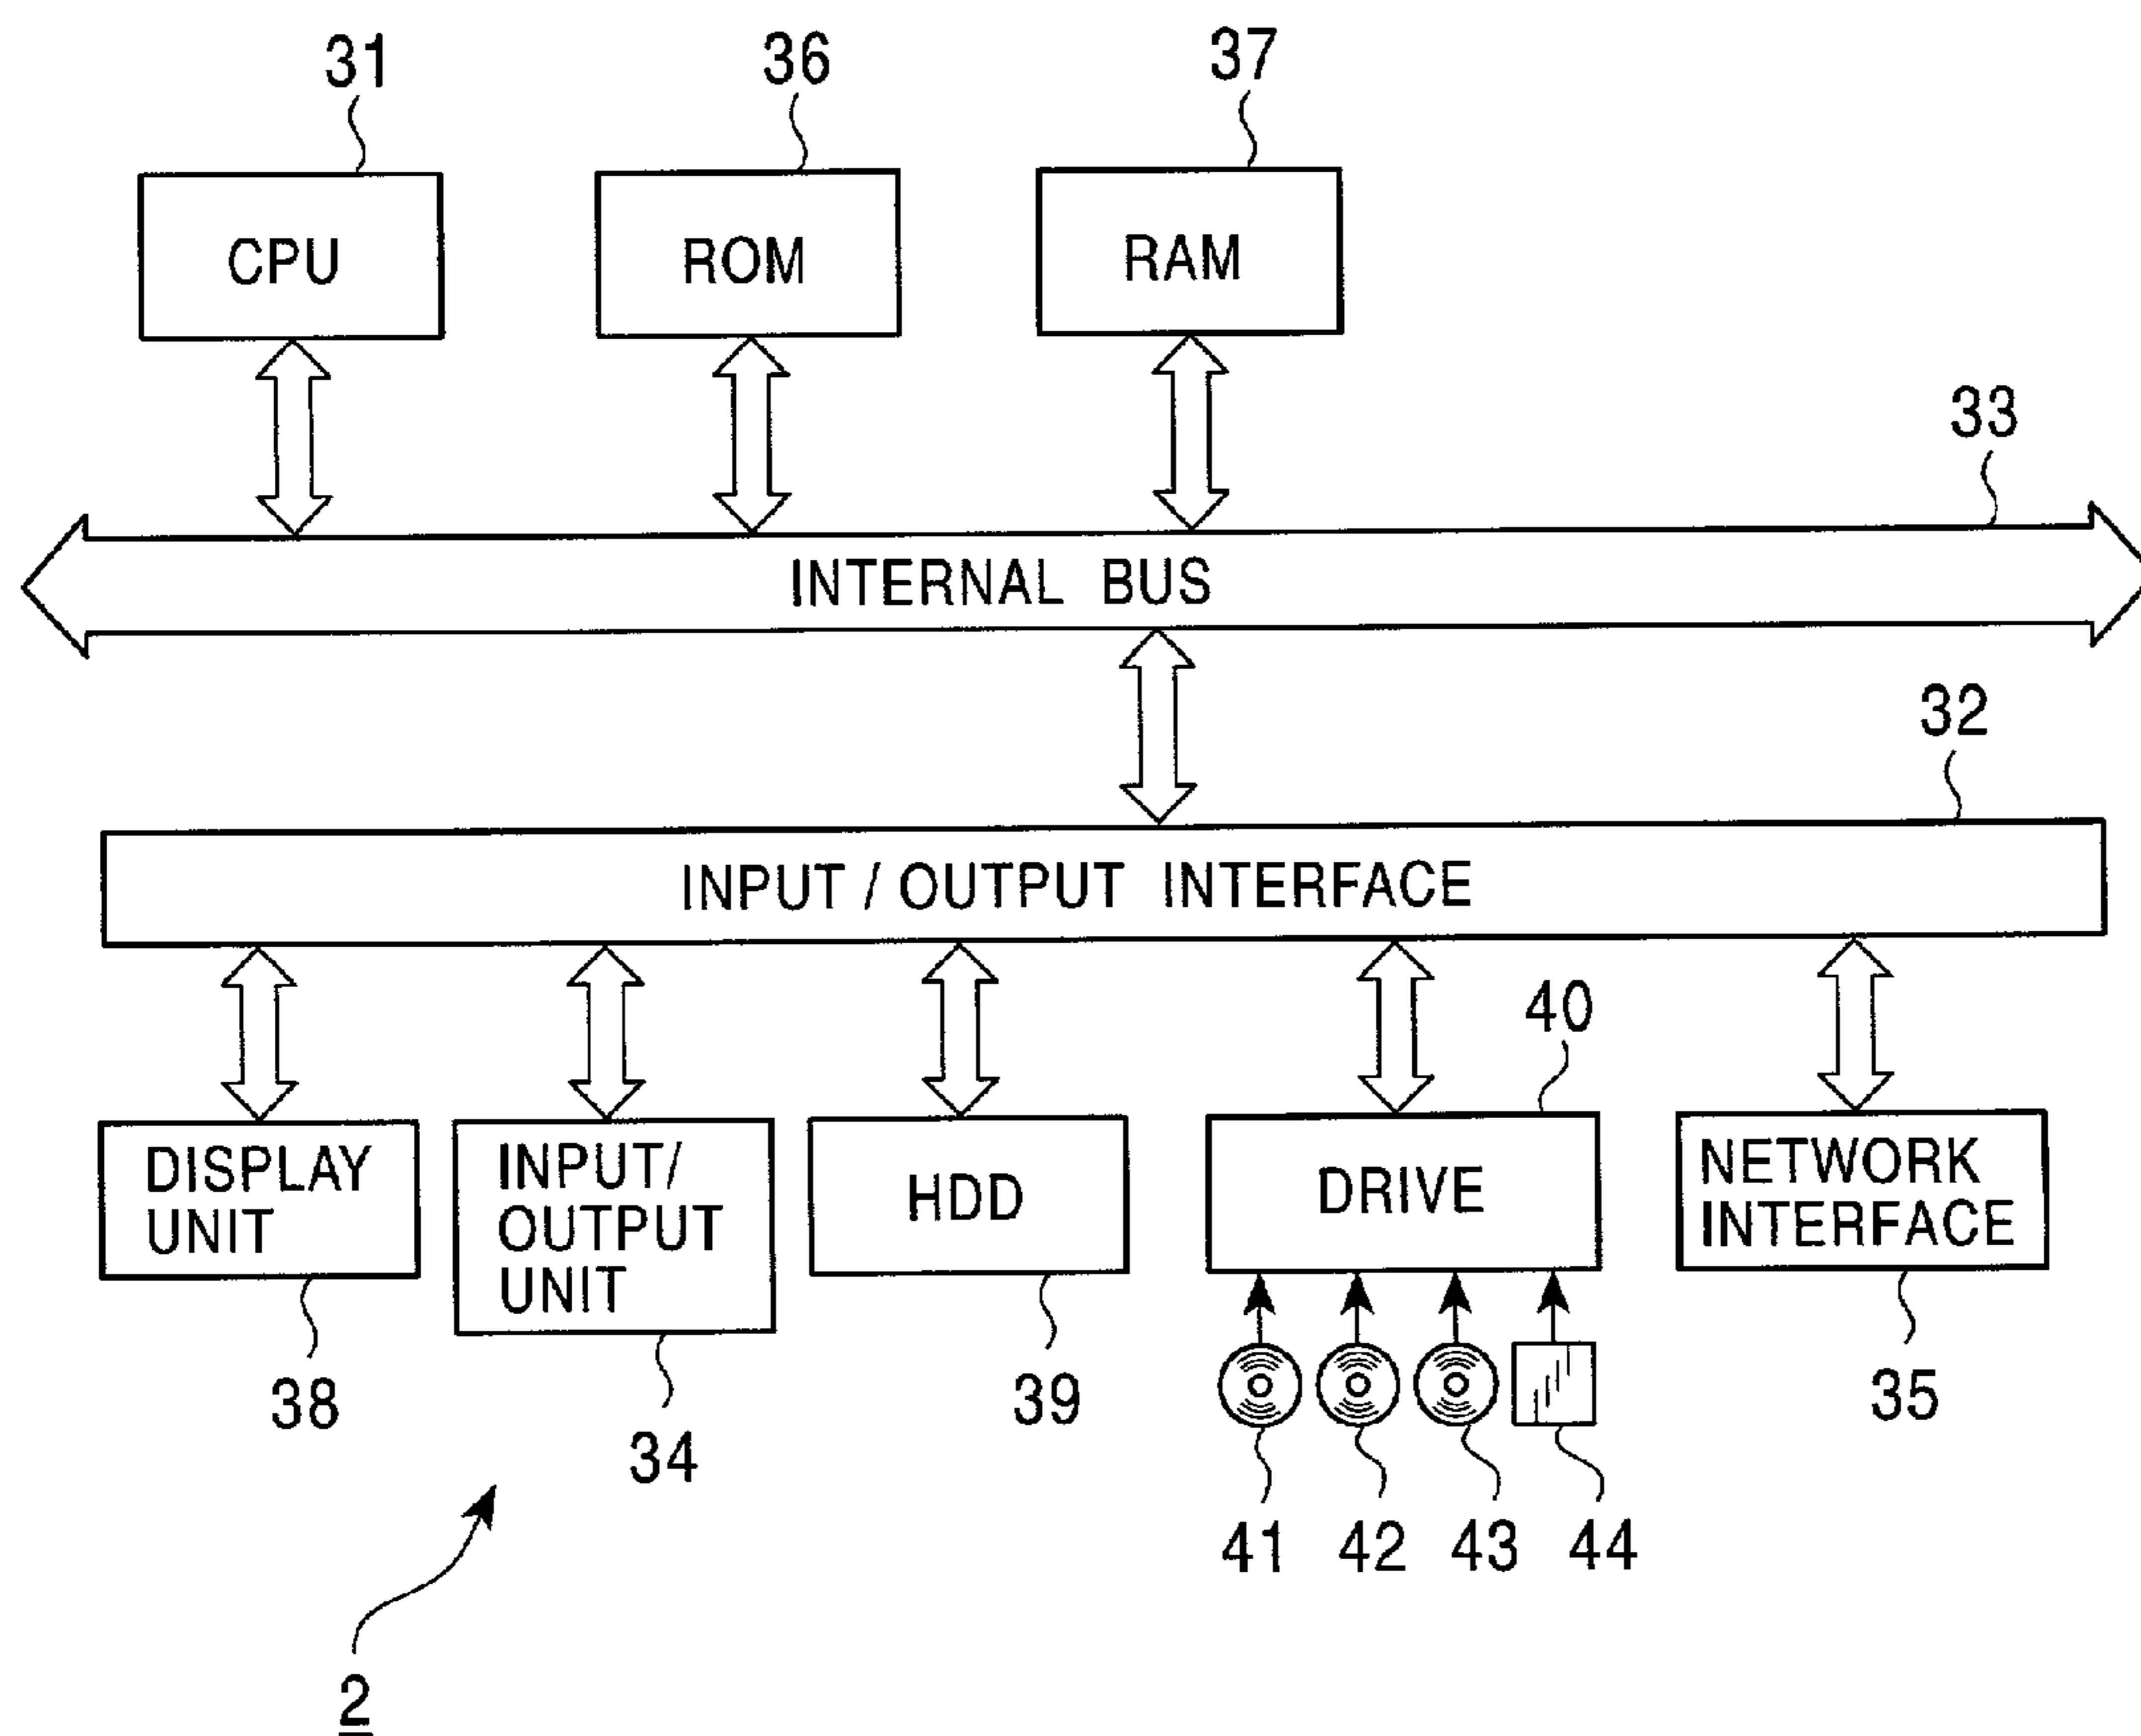 31
36
37
CPU
ROM
RAM
33
INTERNAL BUS
32
INPUT / OUTPUT INTERFACE
40
DISPLAY
UNIT
INPUT/
OUTPUT
UNIT
HDD
DRIVE
NETWORK
INTERFACE
38
34
39
35
41
42
43
44
2